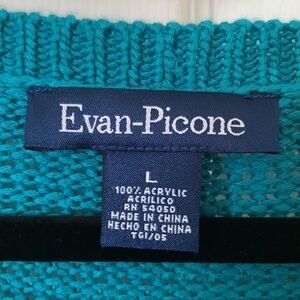 Evan-Picone
L
100% ACRYLIC
ACRILICO
RN 54050
MADE IN CHINA
HECHO EN CHINA
TGI/05